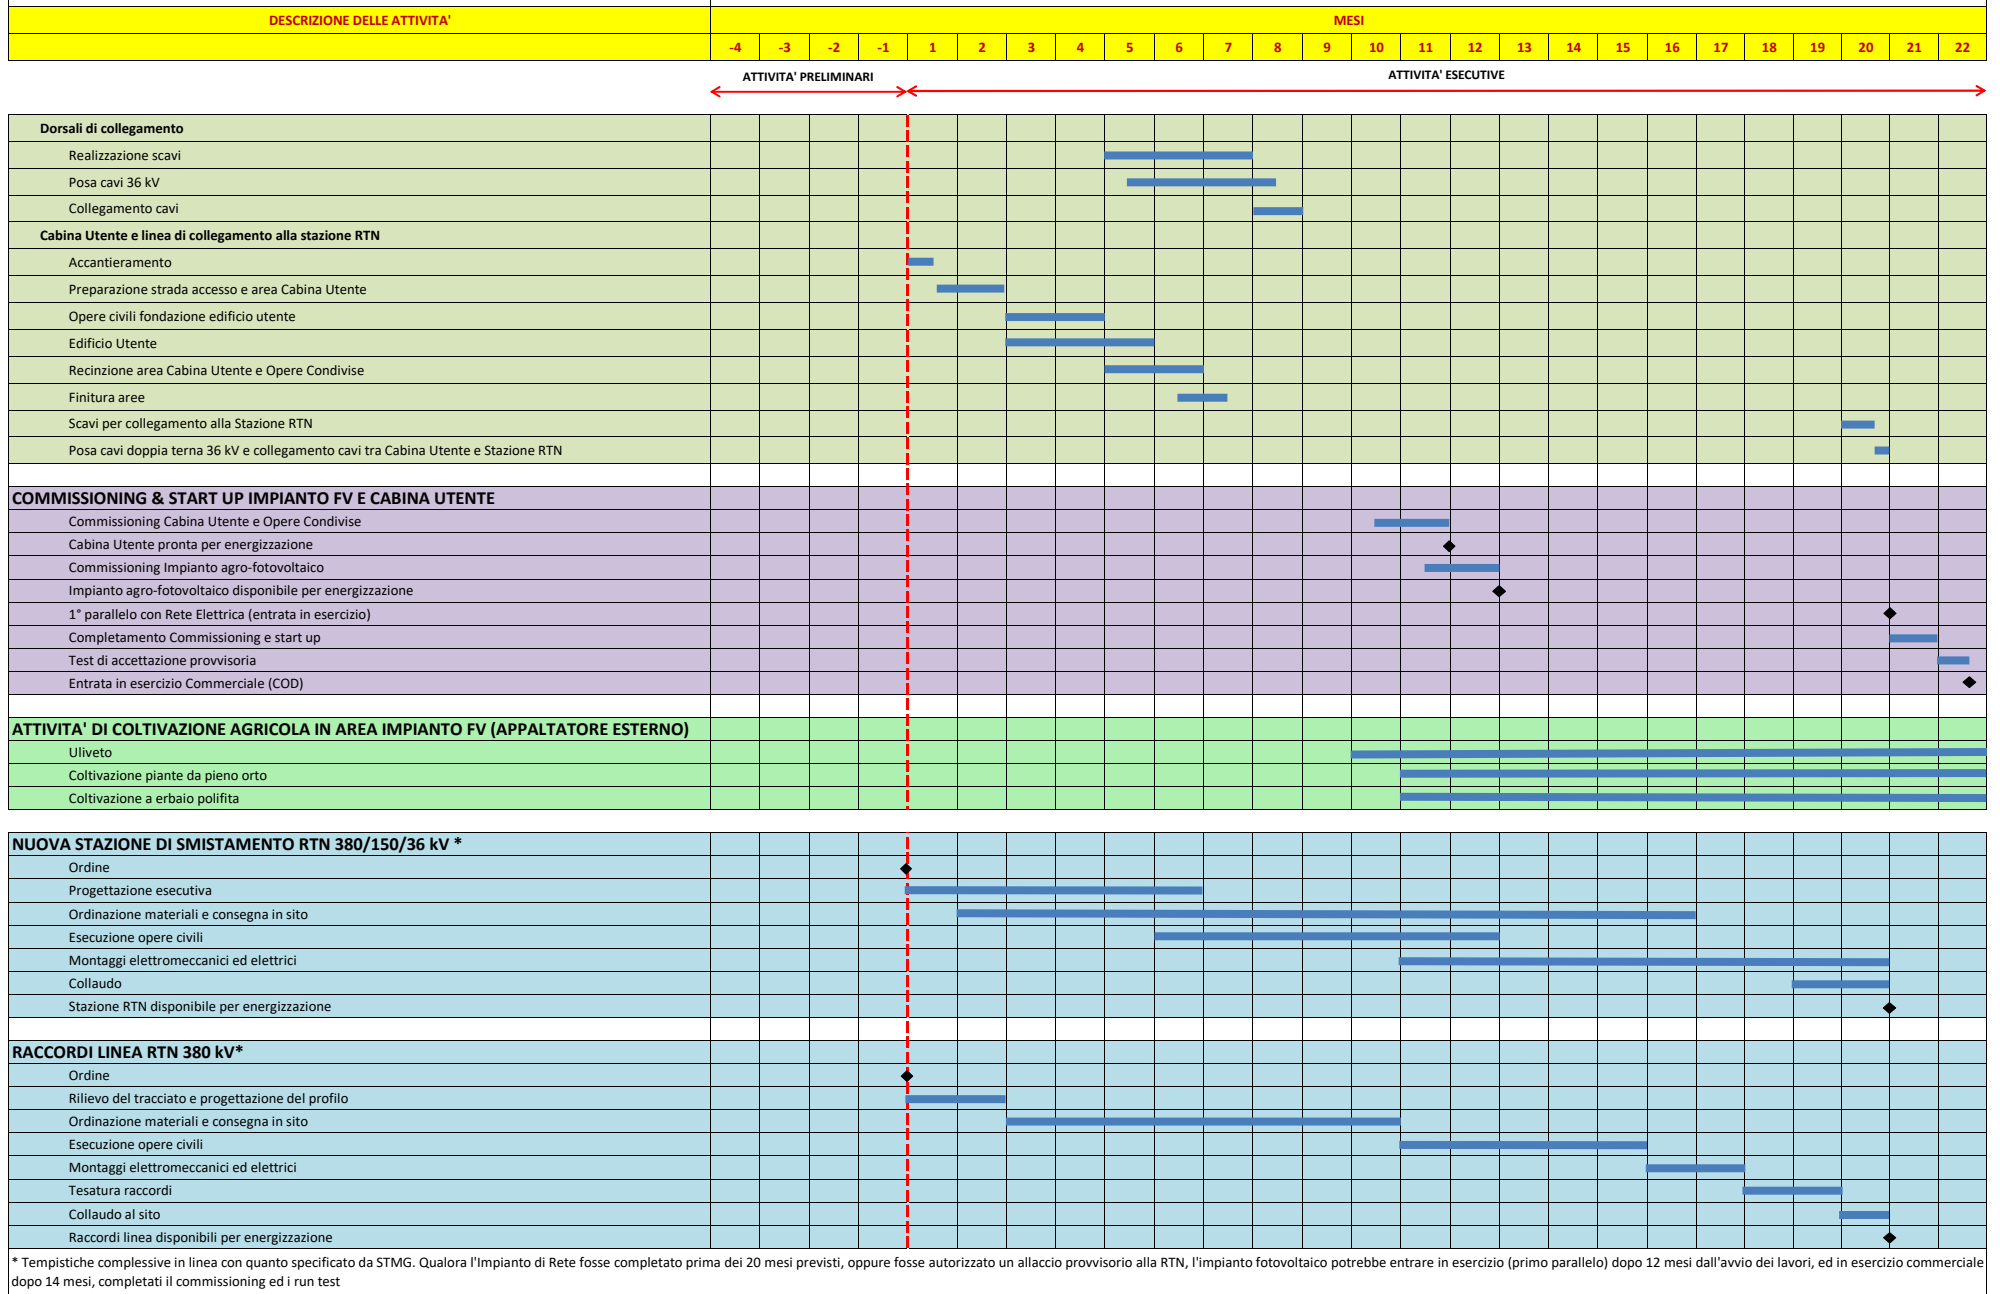 DESCRIZIONE DELLE ATTIVITA'
MESI
-4 -3 -2 -1 1 2 3 4 5 6 7 8 9 10 11 12 13 14 15 16 17 18 19 20 21 22
ATTIVITA' PRELIMINARI
ATTIVITA' ESECUTIVE
Dorsali di collegamento
Realizzazione scavi
Posa cavi 36 kV
Collegamento cavi
Cabina Utente e linea di collegamento alla stazione RTN
Accantieramento
Preparazione strada accesso e area Cabina Utente
Opere civili fondazione edificio utente
Edificio Utente
Recinzione area Cabina Utente e Opere Condivise
Finitura aree
Scavi per collegamento alla Stazione RTN
Posa cavi doppia terna 36 kV e collegamento cavi tra Cabina Utente e Stazione RTN
COMMISSIONING & START UP IMPIANTO FV E CABINA UTENTE
Commissioning Cabina Utente e Opere Condivise
Cabina Utente pronta per energizzazione
Commissioning Impianto agro-fotovoltaico
Impianto agro-fotovoltaico disponibile per energizzazione
1° parallelo con Rete Elettrica (entrata in esercizio)
Completamento Commissioning e start up
Test di accettazione provvisoria
Entrata in esercizio Commerciale (COD)
ATTIVITA' DI COLTIVAZIONE AGRICOLA IN AREA IMPIANTO FV (APPALTATORE ESTERNO)
Uliveto
Coltivazione piante da pieno orto
Coltivazione a erbaio polifita
NUOVA STAZIONE DI SMISTAMENTO RTN 380/150/36 kV *
Ordine
Progettazione esecutiva
Ordinazione materiali e consegna in sito
Esecuzione opere civili
Montaggi elettromeccanici ed elettrici
Collaudo
Stazione RTN disponibile per energizzazione
RACCORDI LINEA RTN 380 kV*
Ordine
Rilievo del tracciato e progettazione del profilo
Ordinazione materiali e consegna in sito
Esecuzione opere civili
Montaggi elettromeccanici ed elettrici
Tesatura raccordi
Collaudo al sito
Raccordi linea disponibili per energizzazione
* Tempistiche complessive in linea con quanto specificato da STMG. Qualora l'Impianto di Rete fosse completato prima dei 20 mesi previsti, oppure fosse autorizzato un allaccio provvisorio alla RTN, l'impianto fotovoltaico potrebbe entrare in esercizio (primo parallelo) dopo 12 mesi dall'avvio dei lavori, ed in esercizio commerciale
dopo 14 mesi, completati il commissioning ed i run test